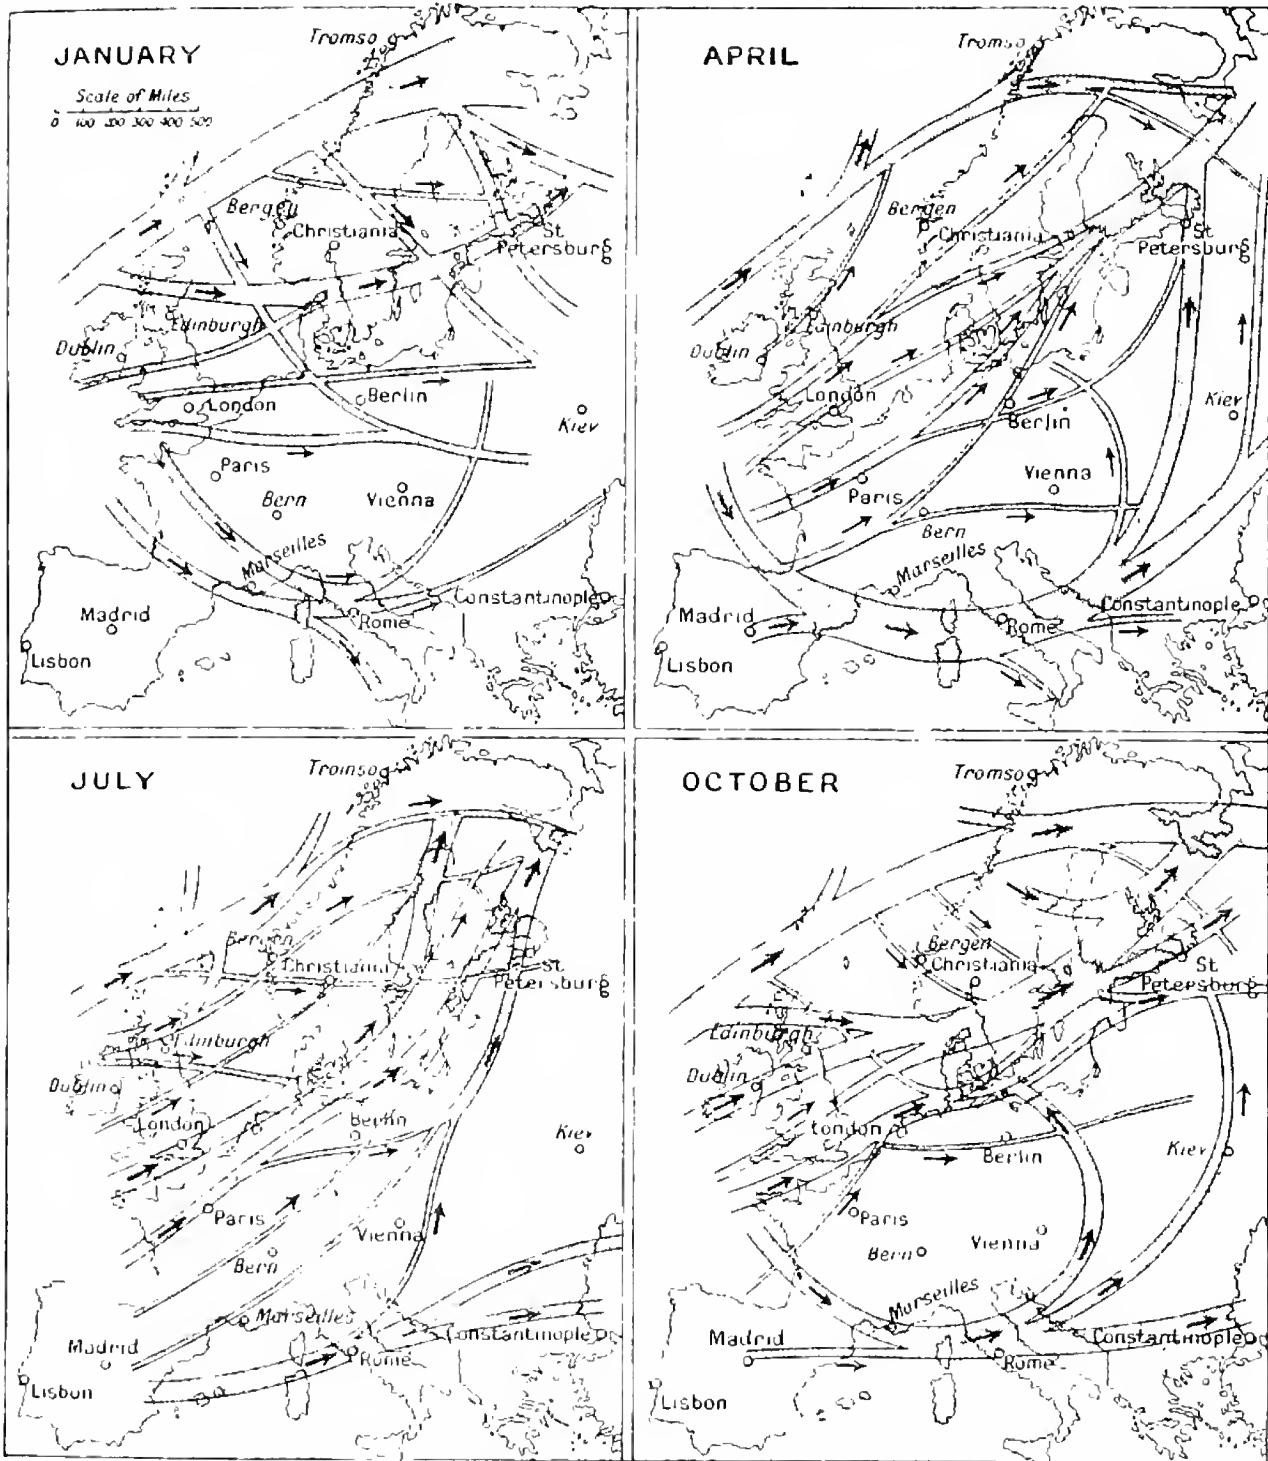 JANUARY
Scale of Miles
0 100 200 300 400 500
Tromso
Bergen
Christiania
St
Petersburg
Edinburgh
Dublin
London
Berlin
Kiev
Paris
Bern
Vienna
Marseilles
Madrid
Rome
Constantinople
Lisbon
APRIL
Tromso
Bergen
Christiania
St
Petersburg
Edinburgh
Dublin
London
Berlin
Kiev
Paris
Vienna
Bern
Marseilles
Madrid
Rome
Constantinople
Lisbon
JULY
Tromso
Bergen
Christiania
St
Petersburg
Edinburgh
Dublin
London
Berlin
Kiev
Paris
Vienna
Bern
Marseilles
Madrid
Rome
Constantinople
Lisbon
OCTOBER
Tromso
Bergen
Christiania
St
Petersburg
Edinburgh
Dublin
London
Berlin
Kiev
Paris
Bern
Vienna
Marseilles
Madrid
Rome
Constantinople
Lisbon